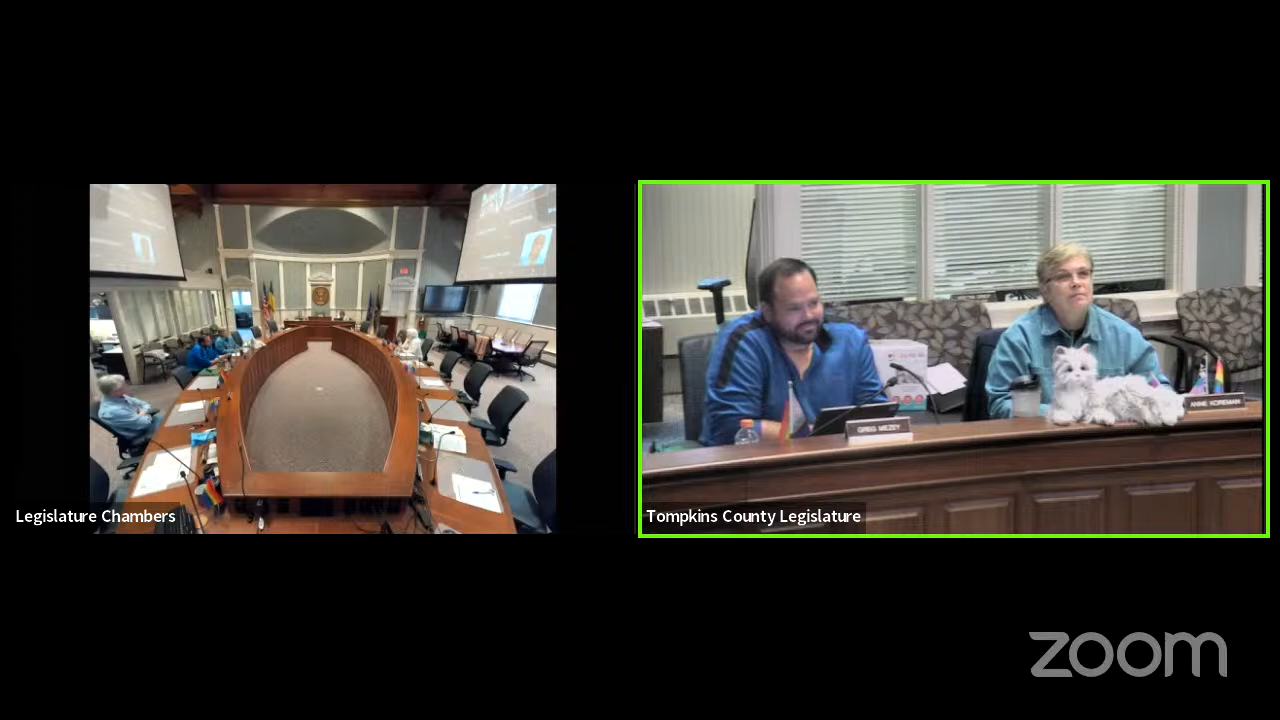 Legislature Chambers
GREG MEZEY
ANNE KOREMAN
Tompkins County Legislature
zoom